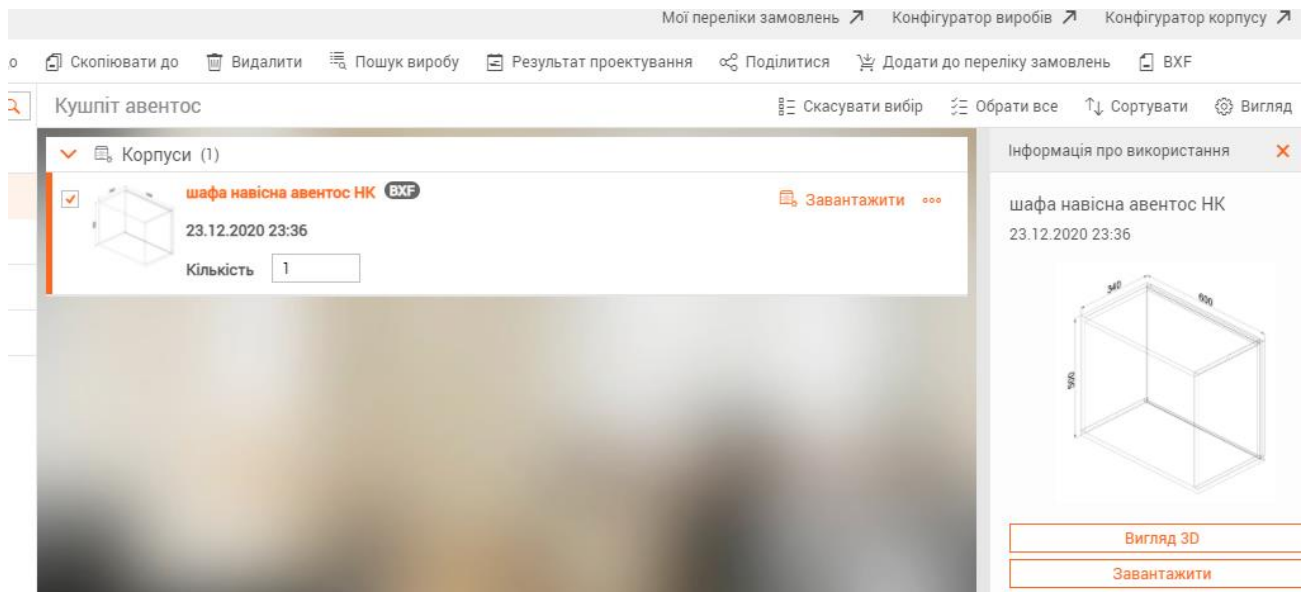 Мої переліки замовлень Конфігуратор виробів Конфігуратор корпусу
Скопіювати до Видалити Пошук виробу Результат проектування Поділитися Додати до переліку замовлень BXF
Кушпіт авентос Скасувати вибір Обрати все Сортувати Вигляд
Корпуси (1)
шафа навісна авентос НК BXF
23.12.2020 23:36
Кількість 1
Завантажити
Інформація про використання
шафа навісна авентос НК
23.12.2020 23:36
340
600
500
Вигляд 3D
Завантажити